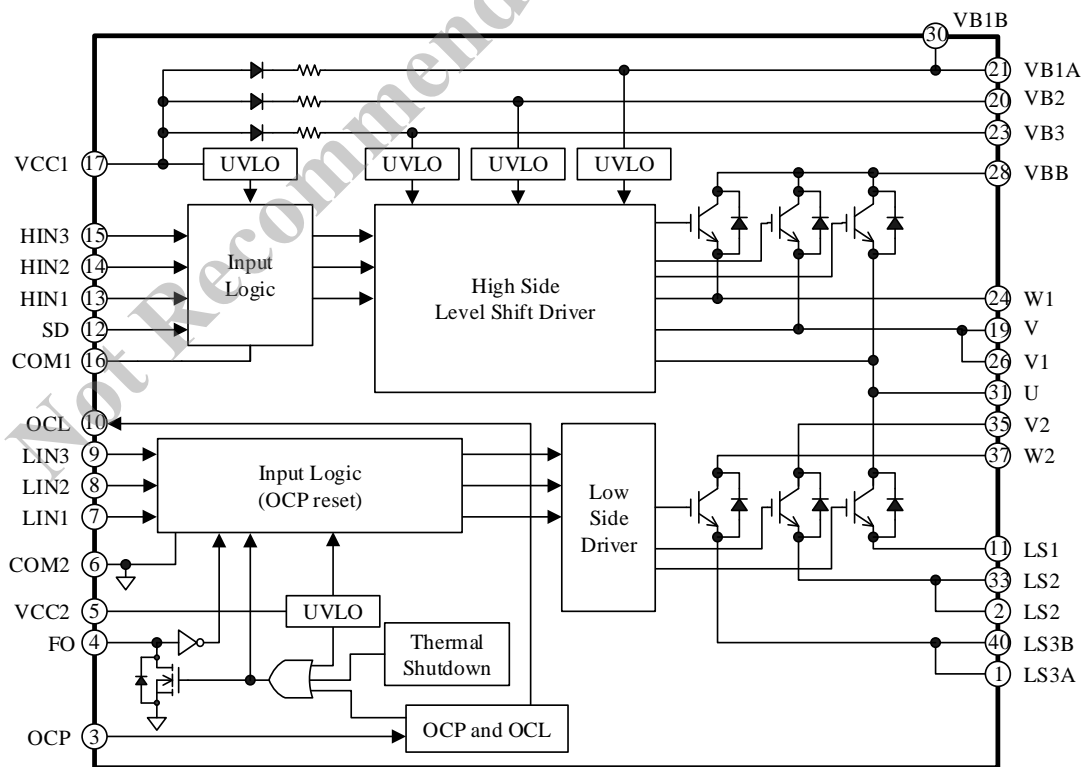 VB1B
30
21 VB1A
20 VB2
23 VB3
VCC1 17
UVLO UVLO UVLO UVLO
28 VBB
HIN3 15
HIN2 14
HIN1 13
SD 12
COM1 16
Input
Logic
High Side
Level Shift Driver
24 W1
19 V
26 V1
31 U
35 V2
37 W2
OCL 10
LIN3 9
LIN2 8
LIN1 7
COM2 6
VCC2 5
FO 4
OCP 3
Input Logic
(OCP reset)
Low
Side
Driver
UVLO
Thermal
Shutdown
OCP and OCL
11 LS1
33 LS2
2 LS2
40 LS3B
1 LS3A
Not Recommend